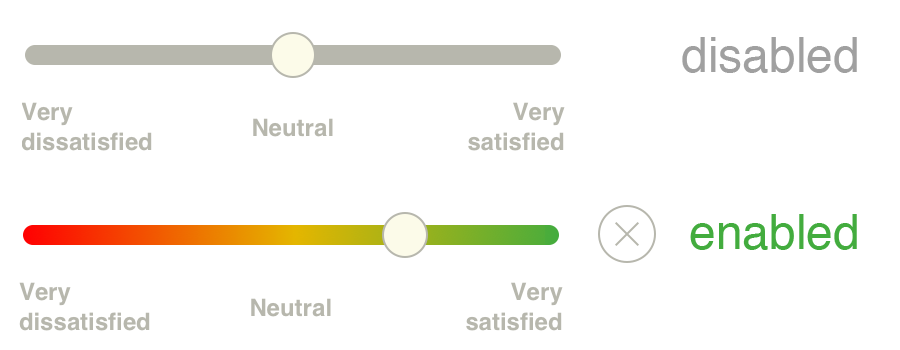 disabled
Very
dissatisfied
Neutral
Very
satisfied
enabled
Very
dissatisfied
Neutral
Very
satisfied